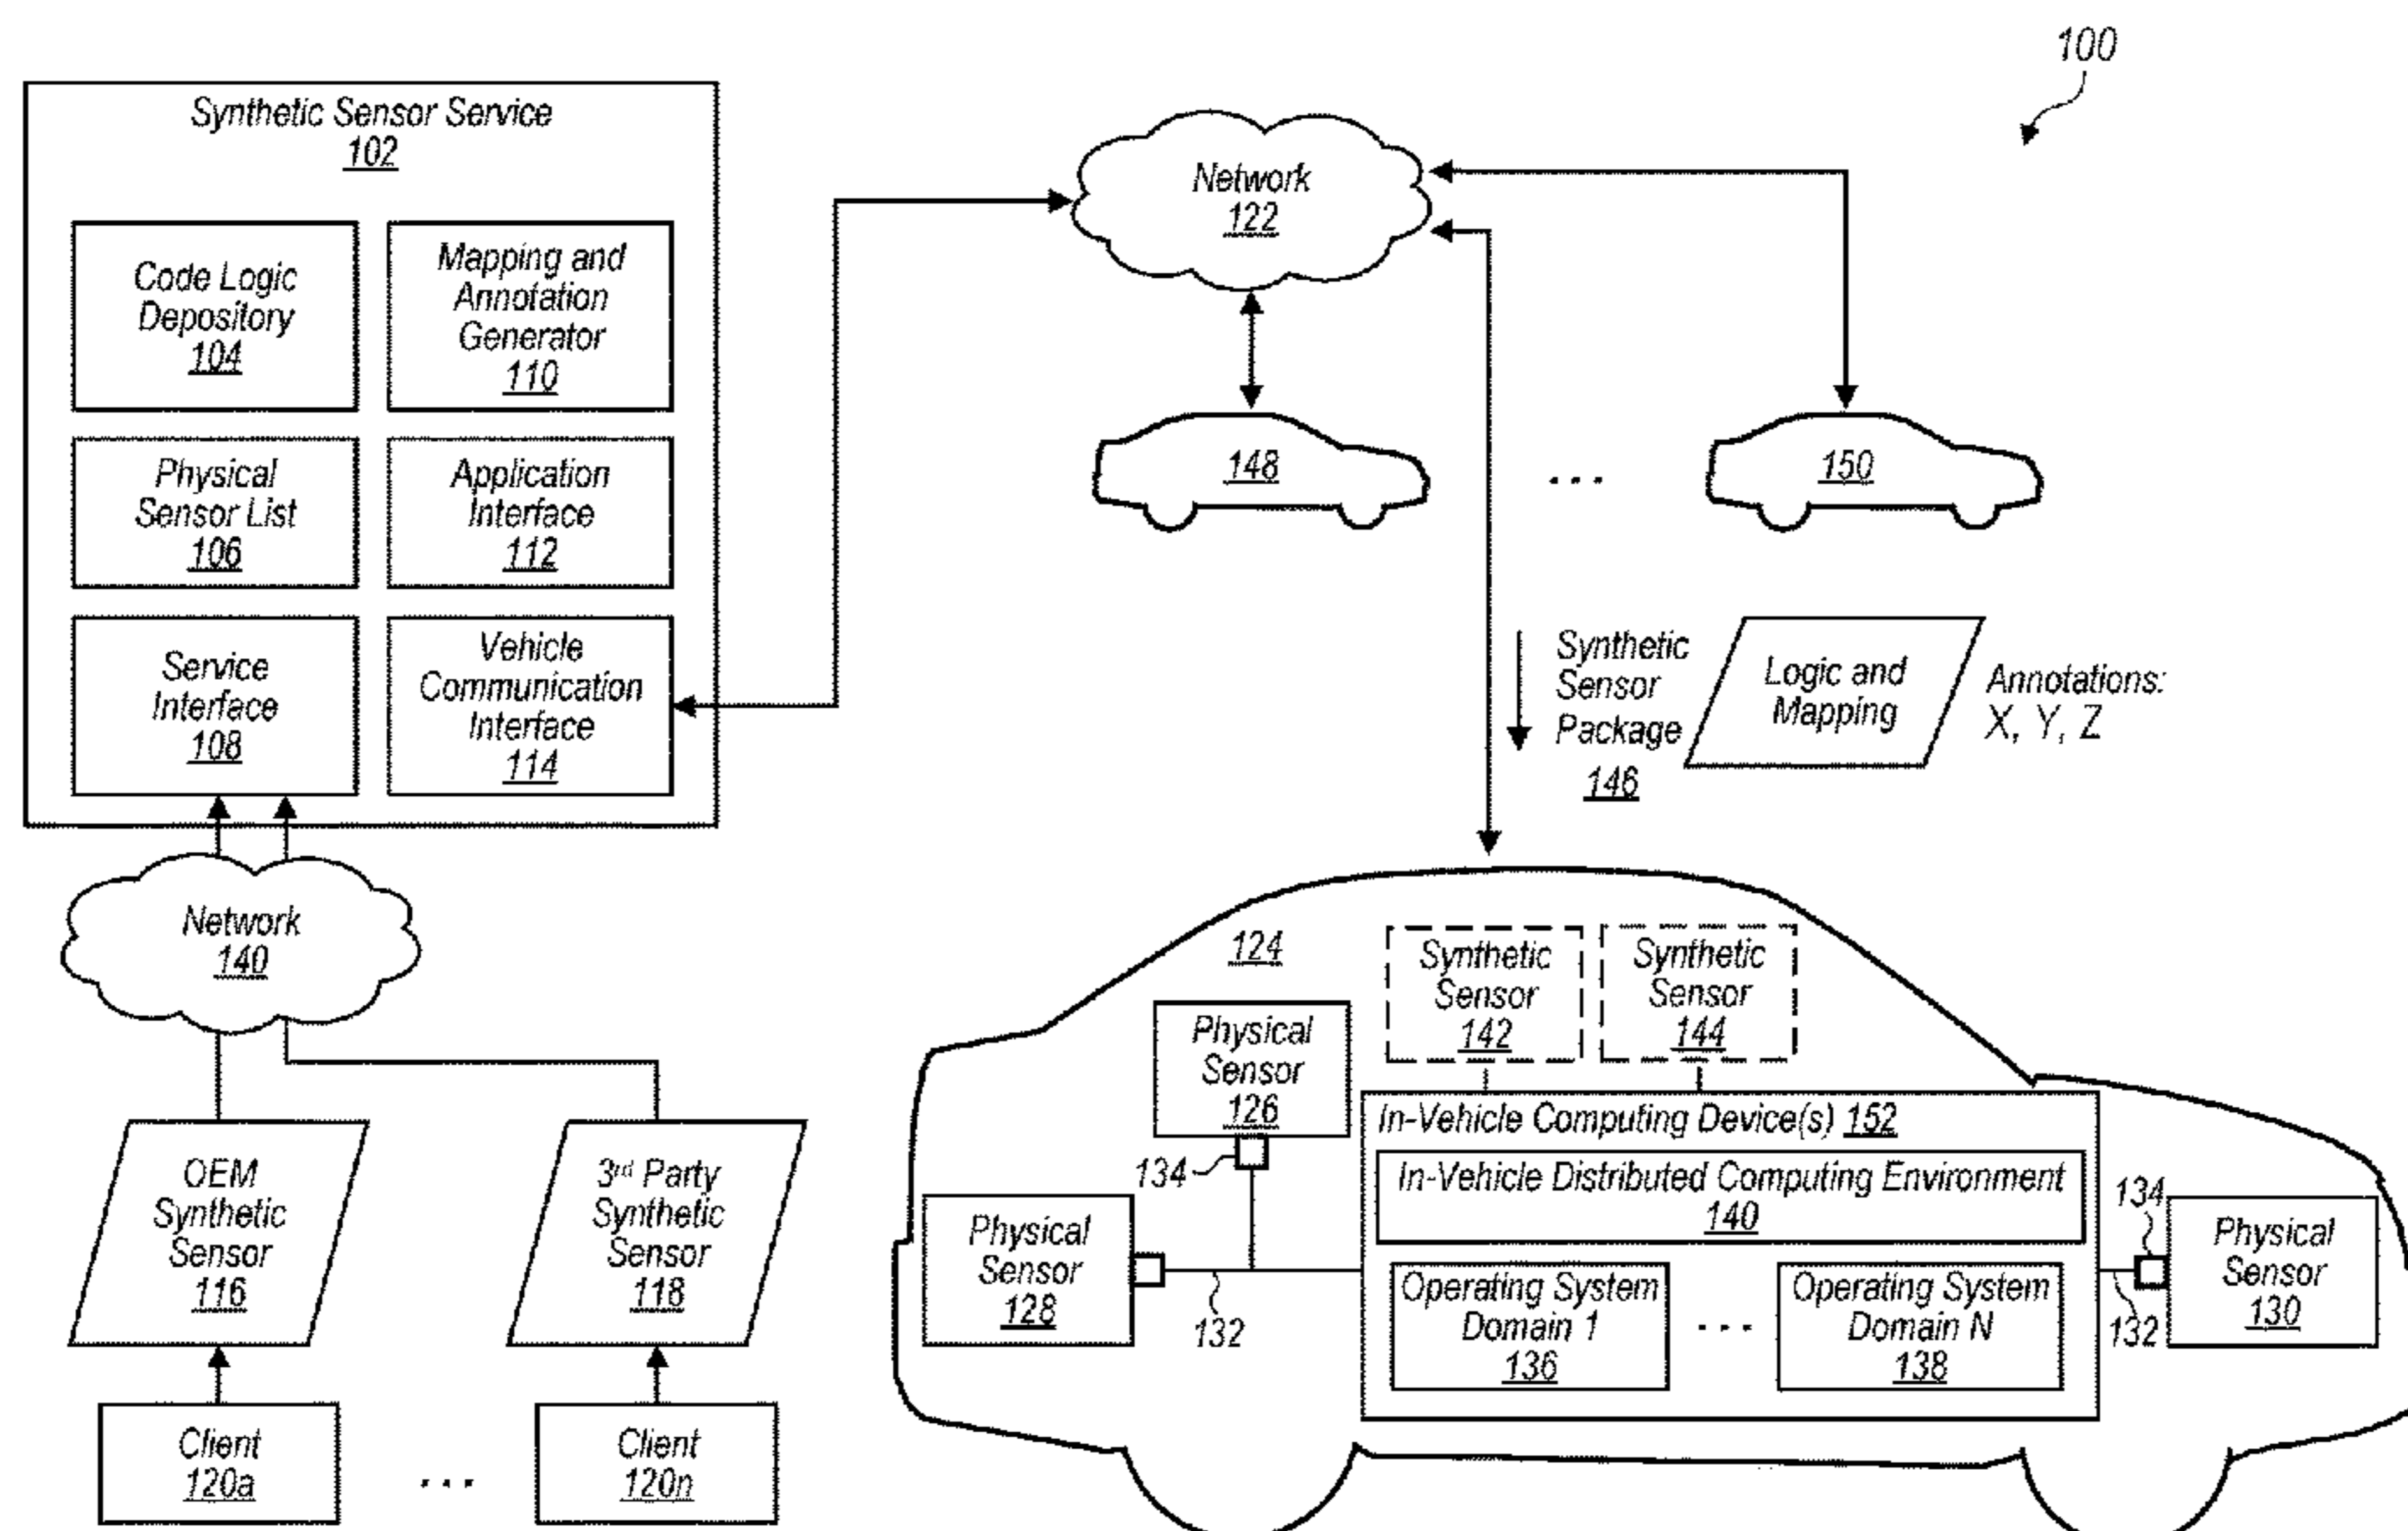 100
Synthetic Sensor Service
102
Code Logic
Depository
104
Mapping and
Annotation
Generator
110
Physical
Sensor List
106
Application
Interface
112
Service
Interface
108
Vehicle
Communication
Interface
114
Network
140
OEM
Synthetic
Sensor
116
3rd Party
Synthetic
Sensor
118
Client
120a
...
Client
120n
Network
122
148
...
150
Synthetic
Sensor
Package
146
Logic and
Mapping
Annotations:
X, Y, Z
124
Synthetic
Sensor
142
Synthetic
Sensor
144
Physical
Sensor
126
134
Physical
Sensor
128
132
In-Vehicle Computing Device(s) 152
In-Vehicle Distributed Computing Environment
140
Operating System
Domain 1
136
...
Operating System
Domain N
138
134
132
Physical
Sensor
130